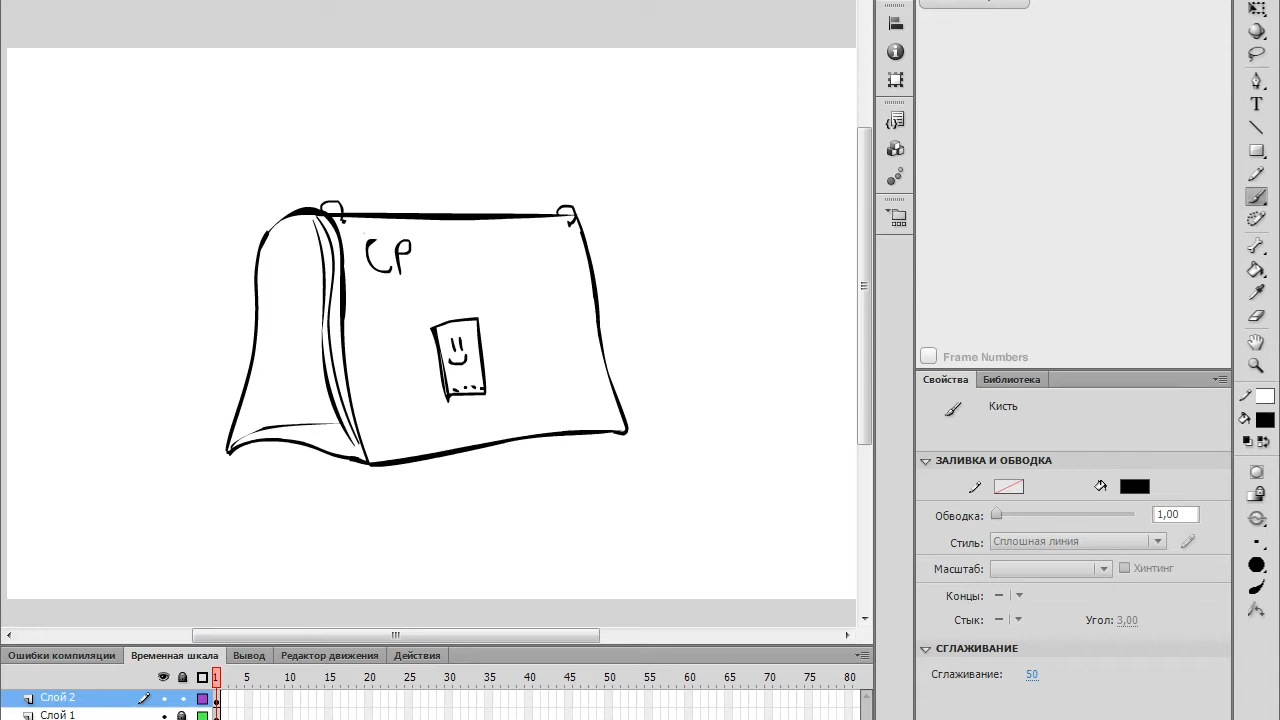 CP
Frame Numbers
Свойства
Библиотека
Кисть
ЗАЛИВКА И ОБВОДКА
Обводка:
1,00
Стиль:
Сплошная линия
Масштаб:
Хинтинг
Концы:
Стык:
Угол: 3,00
СГЛАЖИВАНИЕ
Сглаживание:
50
Ошибки компиляции
Временная шкала
Вывод
Редактор движения
Действия
1 5 10 15 20 25 30 35 40 45 50 55 60 65 70 75 80
Слой 2
Слой 1